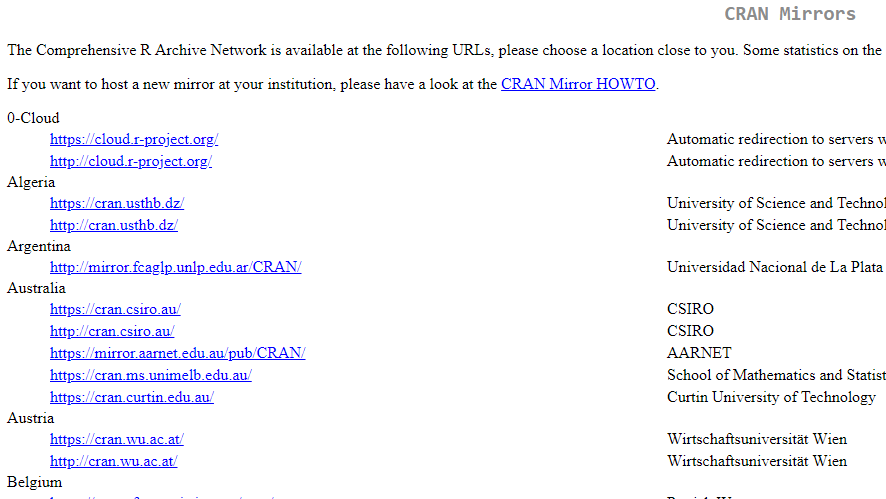 CRAN Mirrors
The Comprehensive R Archive Network is available at the following URLs, please choose a location close to you. Some statistics on the
If you want to host a new mirror at your institution, please have a look at the CRAN Mirror HOWTO.
0-Cloud
https://cloud.r-project.org/ Automatic redirection to servers w
http://cloud.r-project.org/ Automatic redirection to servers w
Algeria
https://cran.usthb.dz/ University of Science and Technol
http://cran.usthb.dz/ University of Science and Technol
Argentina
http://mirror.fcaglp.unlp.edu.ar/CRAN/ Universidad Nacional de La Plata
Australia
https://cran.csiro.au/ CSIRO
http://cran.csiro.au/ CSIRO
https://mirror.aarnet.edu.au/pub/CRAN/ AARNET
https://cran.ms.unimelb.edu.au/ School of Mathematics and Statist
https://cran.curtin.edu.au/ Curtin University of Technology
Austria
https://cran.wu.ac.at/ Wirtschaftsuniversität Wien
http://cran.wu.ac.at/ Wirtschaftsuniversität Wien
Belgium